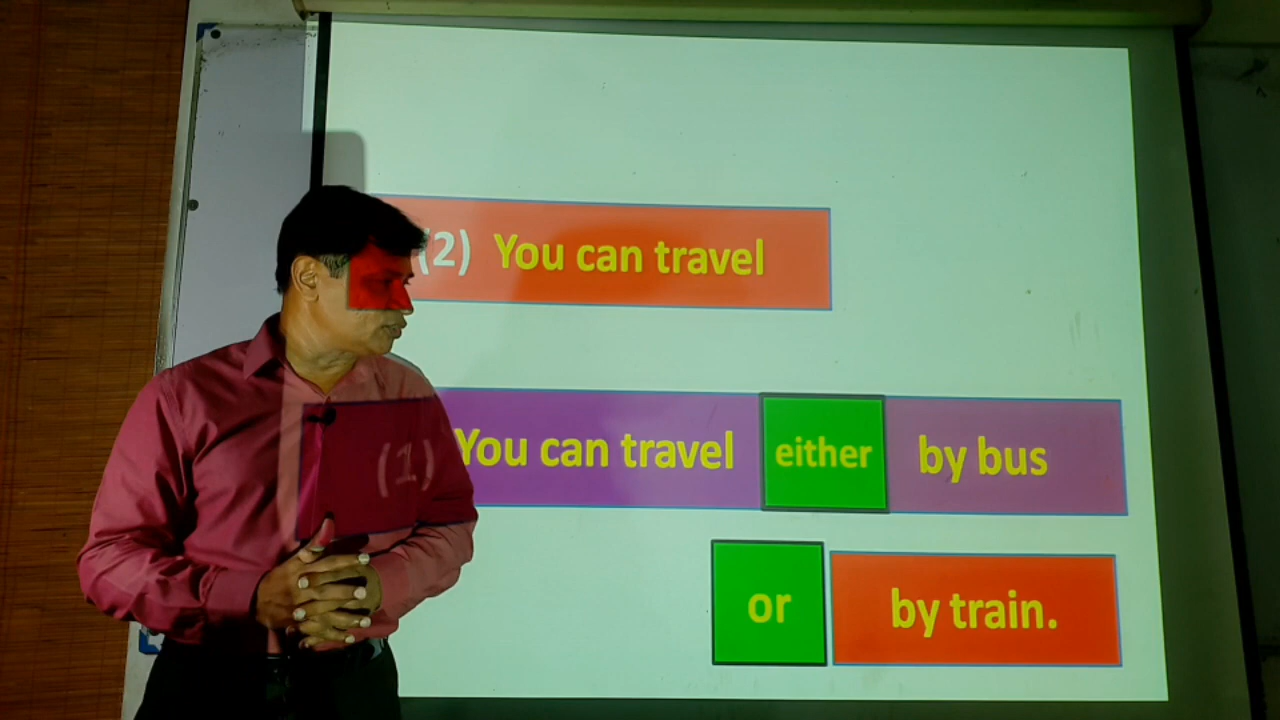 (2) You can travel
(1) You can travel either by bus
or by train.